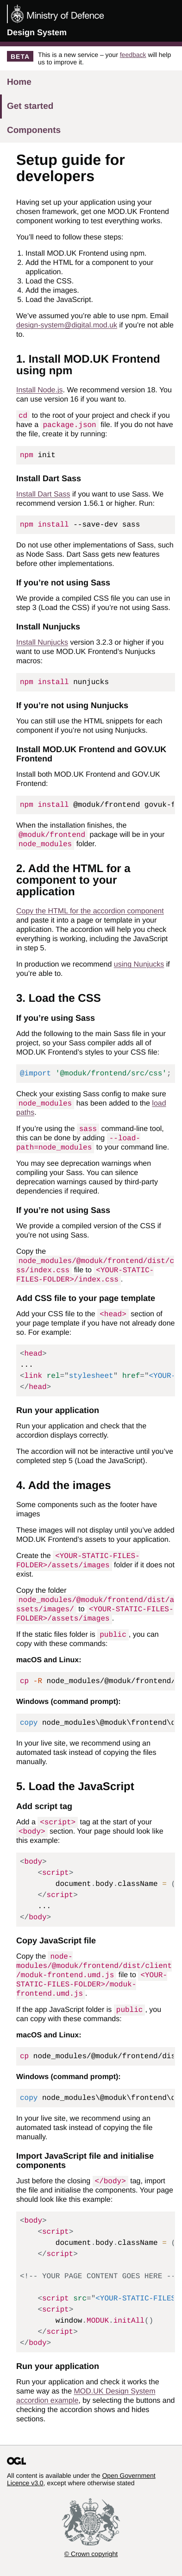 Ministry of Defence
Design System
BETA
This is a new service – your feedback will help
us to improve it.
Home
Get started
Components
Setup guide for
developers
Having set up your application using your
chosen framework, get one MOD.UK Frontend
component working to test everything works.
You’ll need to follow these steps:
1. Install MOD.UK Frontend using npm.
2. Add the HTML for a component to your
application.
3. Load the CSS.
4. Add the images.
5. Load the JavaScript.
We’ve assumed you’re able to use npm. Email
design-system@digital.mod.uk if you’re not able
to.
1. Install MOD.UK Frontend
using npm
Install Node.js. We recommend version 18. You
can use version 16 if you want to.
cd to the root of your project and check if you
have a package.json file. If you do not have
the file, create it by running:
npm init
Install Dart Sass
Install Dart Sass if you want to use Sass. We
recommend version 1.56.1 or higher. Run:
npm install --save-dev sass
Do not use other implementations of Sass, such
as Node Sass. Dart Sass gets new features
before other implementations.
If you’re not using Sass
We provide a compiled CSS file you can use in
step 3 (Load the CSS) if you’re not using Sass.
Install Nunjucks
Install Nunjucks version 3.2.3 or higher if you
want to use MOD.UK Frontend’s Nunjucks
macros:
npm install nunjucks
If you’re not using Nunjucks
You can still use the HTML snippets for each
component if you’re not using Nunjucks.
Install MOD.UK Frontend and GOV.UK
Frontend
Install both MOD.UK Frontend and GOV.UK
Frontend:
npm install @moduk/frontend govuk-f
When the installation finishes, the
@moduk/frontend package will be in your
node_modules folder.
2. Add the HTML for a
component to your
application
Copy the HTML for the accordion component
and paste it into a page or template in your
application. The accordion will help you check
everything is working, including the JavaScript
in step 5.
In production we recommend using Nunjucks if
you’re able to.
3. Load the CSS
If you’re using Sass
Add the following to the main Sass file in your
project, so your Sass compiler adds all of
MOD.UK Frontend’s styles to your CSS file:
@import '@moduk/frontend/src/css';
Check your existing Sass config to make sure
node_modules has been added to the load
paths.
If you’re using the sass command-line tool,
this can be done by adding --load-
path=node_modules to your command line.
You may see deprecation warnings when
compiling your Sass. You can silence
deprecation warnings caused by third-party
dependencies if required.
If you’re not using Sass
We provide a compiled version of the CSS if
you’re not using Sass.
Copy the
node_modules/@moduk/frontend/dist/c
ss/index.css file to <YOUR-STATIC-
FILES-FOLDER>/index.css.
Add CSS file to your page template
Add your CSS file to the <head> section of
your page template if you have not already done
so. For example:
<head>
...
<link rel="stylesheet" href="<YOUR-
</head>
Run your application
Run your application and check that the
accordion displays correctly.
The accordion will not be interactive until you’ve
completed step 5 (Load the JavaScript).
4. Add the images
Some components such as the footer have
images
These images will not display until you’ve added
MOD.UK Frontend’s assets to your application.
Create the <YOUR-STATIC-FILES-
FOLDER>/assets/images folder if it does not
exist.
Copy the folder
node_modules/@moduk/frontend/dist/a
ssets/images/ to <YOUR-STATIC-FILES-
FOLDER>/assets/images.
If the static files folder is public, you can
copy with these commands:
macOS and Linux:
cp -R node_modules/@moduk/frontend/
Windows (command prompt):
copy node_modules\@moduk\frontend\d
In your live site, we recommend using an
automated task instead of copying the files
manually.
5. Load the JavaScript
Add script tag
Add a <script> tag at the start of your
<body> section. Your page should look like
this example:
<body>
<script>
document.body.className = (
</script>
...
</body>
Copy JavaScript file
Copy the node-
modules/@moduk/frontend/dist/client
/moduk-frontend.umd.js file to <YOUR-
STATIC-FILES-FOLDER>/moduk-
frontend.umd.js.
If the app JavaScript folder is public, you
can copy with these commands:
macOS and Linux:
cp node_modules/@moduk/frontend/dis
Windows (command prompt):
copy node_modules\@moduk\frontend\d
In your live site, we recommend using an
automated task instead of copying the file
manually.
Import JavaScript file and initialise
components
Just before the closing </body> tag, import
the file and initialise the components. Your page
should look like this example:
<body>
<script>
document.body.className = (
</script>
<!-- YOUR PAGE CONTENT GOES HERE --
<script src="<YOUR-STATIC-FILES
<script>
window.MODUK.initAll()
</script>
</body>
Run your application
Run your application and check it works the
same way as the MOD.UK Design System
accordion example, by selecting the buttons and
checking the accordion shows and hides
sections.
OGL
All content is available under the Open Government
Licence v3.0, except where otherwise stated
© Crown copyright